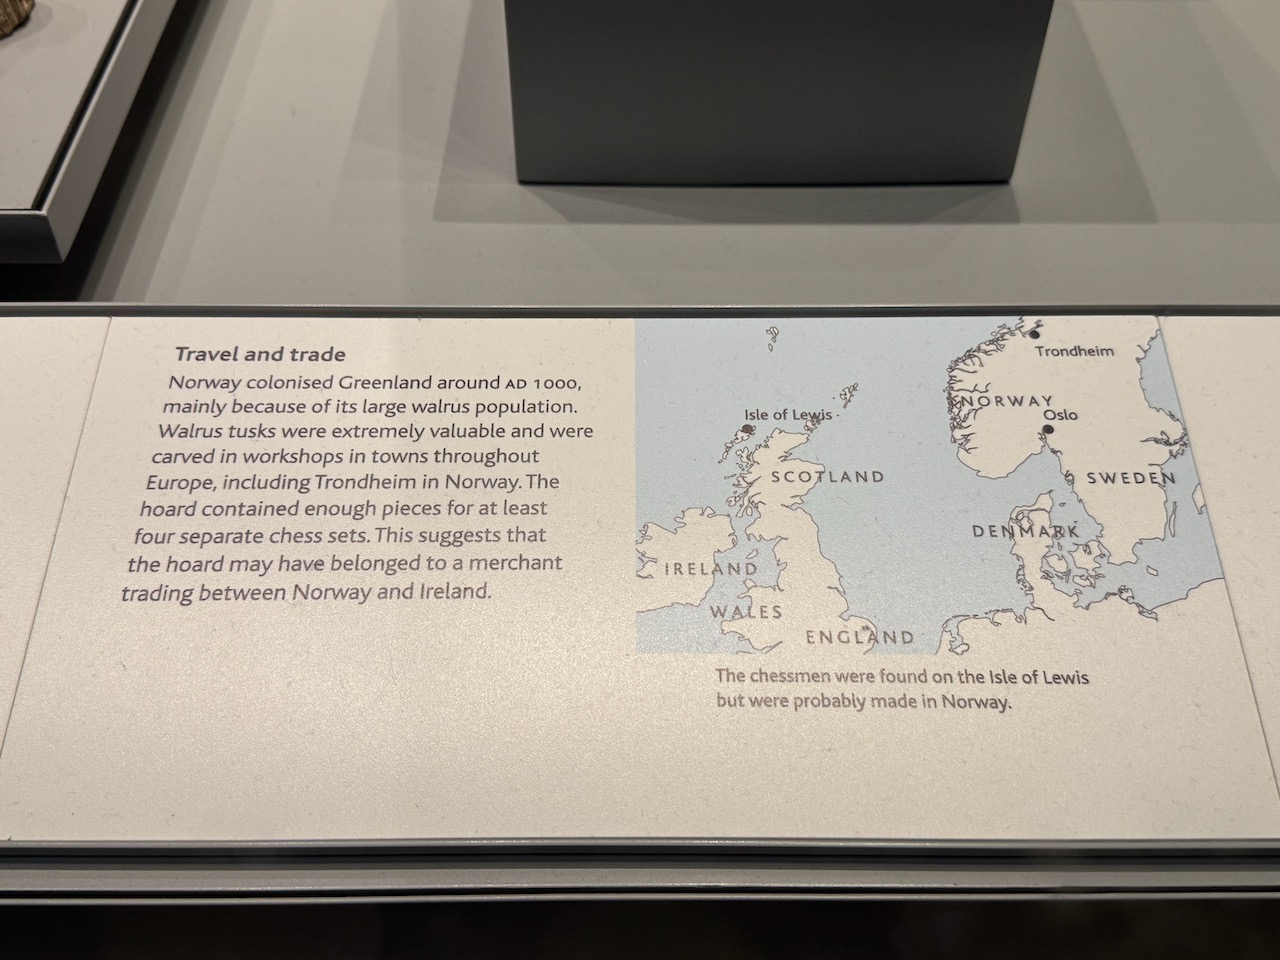 Travel and trade
Norway colonised Greenland around AD 1000,
mainly because of its large walrus population.
Walrus tusks were extremely valuable and were
carved in workshops in towns throughout
Europe, including Trondheim in Norway. The
hoard contained enough pieces for at least
four separate chess sets. This suggests that
the hoard may have belonged to a merchant
trading between Norway and Ireland.
Trondheim
NORWAY
Isle of Lewis
Oslo
SCOTLAND
SWEDEN
DENMARK
IRELAND
WALES
ENGLAND
The chessmen were found on the Isle of Lewis
but were probably made in Norway.